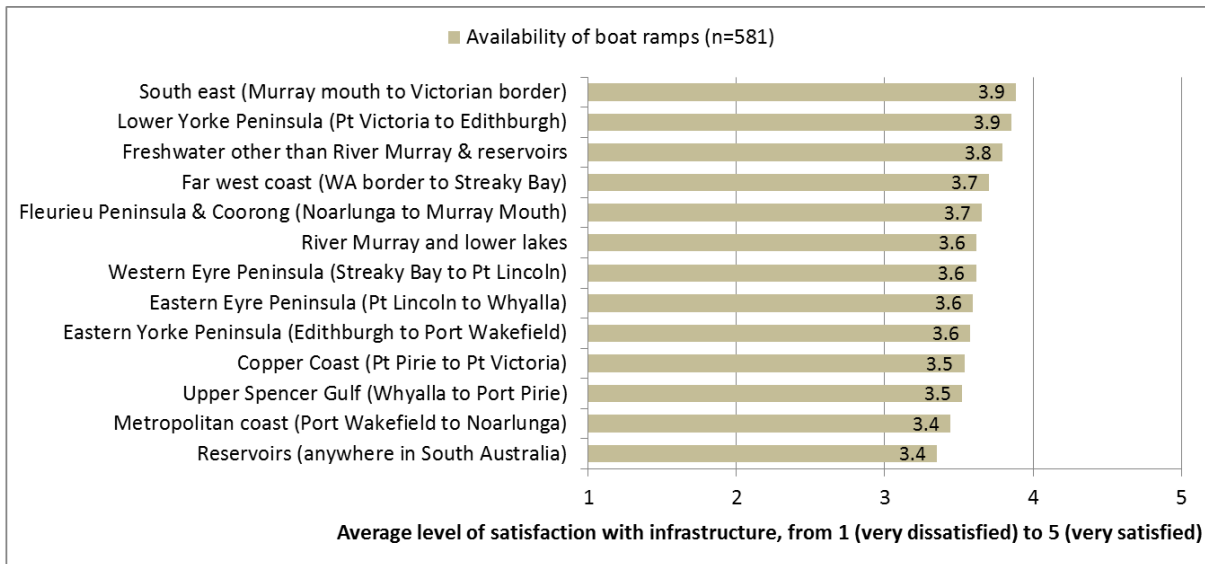 Availability of boat ramps (n=581)
South east (Murray mouth to Victorian border) 3.9
Lower Yorke Peninsula (Pt Victoria to Edithburgh) 3.9
Freshwater other than River Murray & reservoirs 3.8
Far west coast (WA border to Streaky Bay) 3.7
Fleurieu Peninsula & Coorong (Noarlunga to Murray Mouth) 3.7
River Murray and lower lakes 3.6
Western Eyre Peninsula (Streaky Bay to Pt Lincoln) 3.6
Eastern Eyre Peninsula (Pt Lincoln to Whyalla) 3.6
Eastern Yorke Peninsula (Edithburgh to Port Wakefield) 3.6
Copper Coast (Pt Pirie to Pt Victoria) 3.5
Upper Spencer Gulf (Whyalla to Port Pirie) 3.5
Metropolitan coast (Port Wakefield to Noarlunga) 3.4
Reservoirs (anywhere in South Australia) 3.4
1 2 3 4 5
Average level of satisfaction with infrastructure, from 1 (very dissatisfied) to 5 (very satisfied)